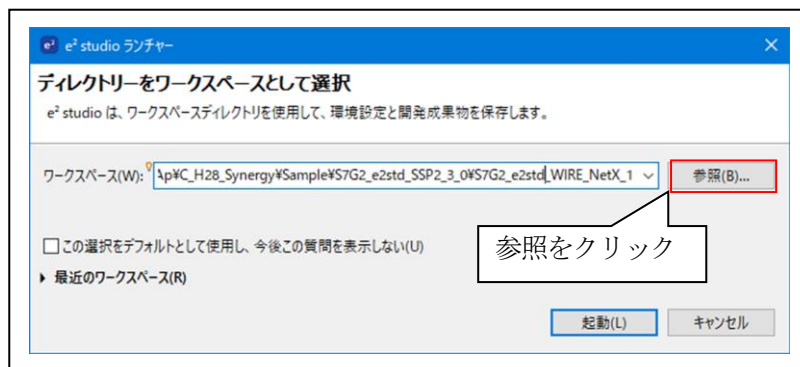 e² studio ランチャー
ディレクトリーをワークスペースとして選択
e² studio は、ワークスペースディレクトリを使用して、環境設定と開発成果物を保存します。
ワークスペース(W): Ap¥C_H28_Synergy¥Sample¥S7G2_e2std_SSP2_3_0¥S7G2_e2std_WIRE_NetX_1 参照(B)...
参照をクリック
この選択をデフォルトとして使用し、今後この質問を表示しない(U)
最近のワークスペース(R)
起動(L) キャンセル